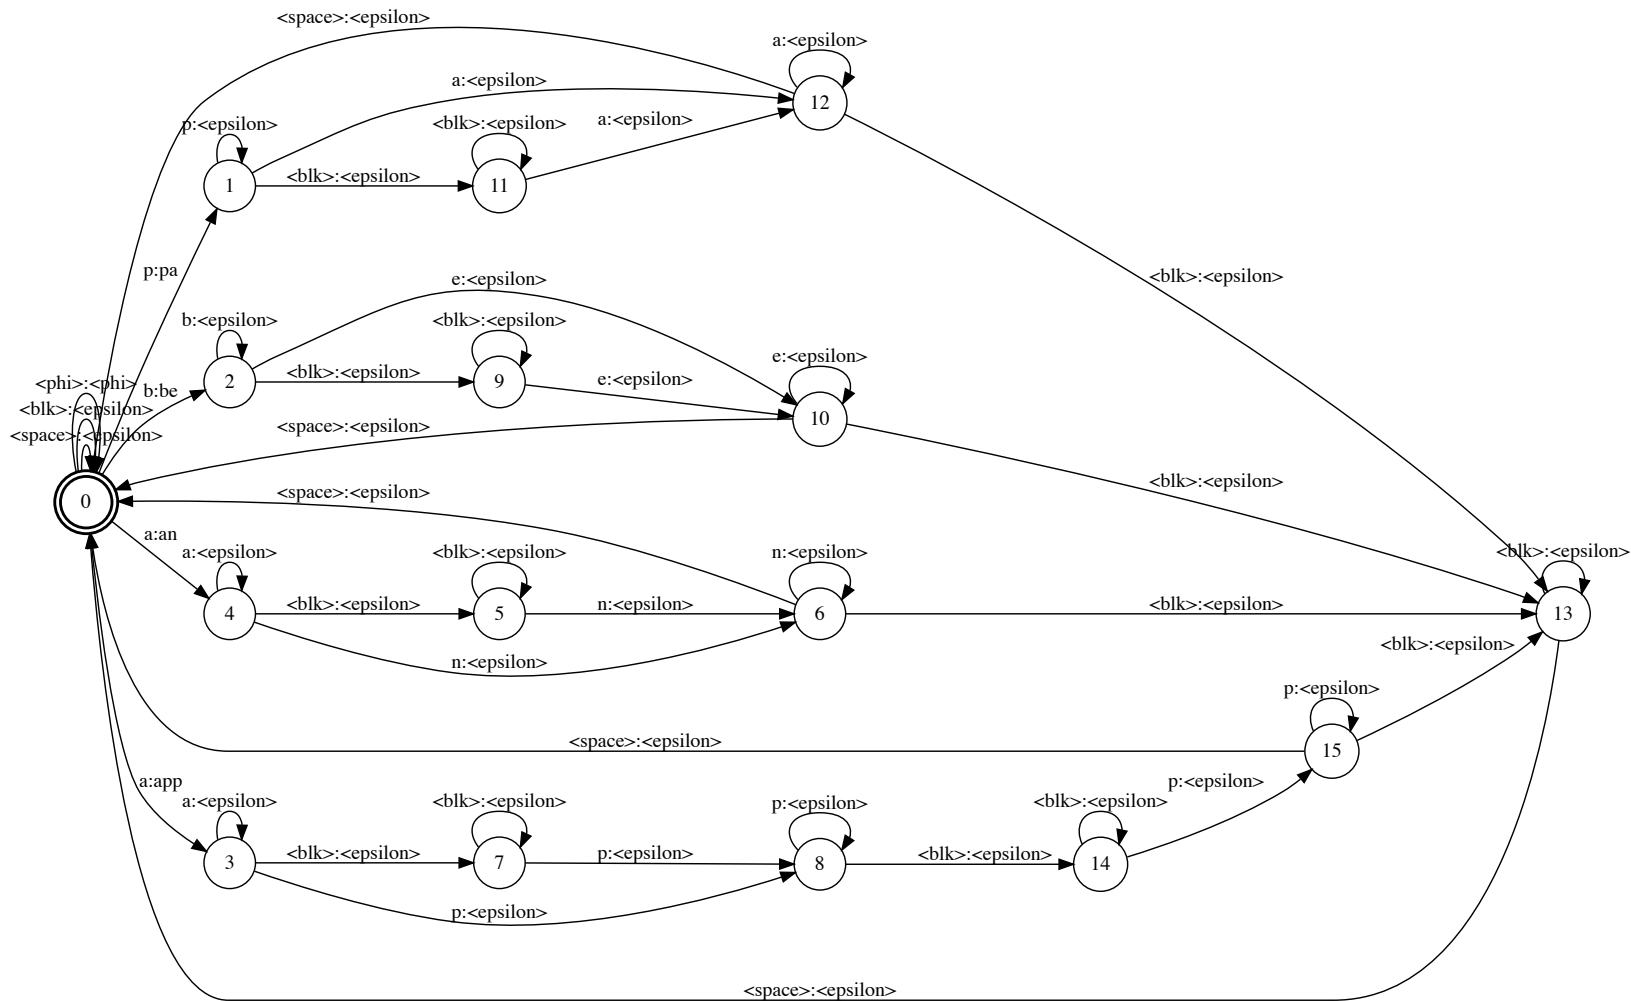 <space>:<epsilon>
a:<epsilon>
12
a:<epsilon>
p:<epsilon>
<blk>:<epsilon>
a:<epsilon>
1
<blk>:<epsilon>
11
p:pa
<blk>:<epsilon>
e:<epsilon>
b:<epsilon>
<blk>:<epsilon>
e:<epsilon>
<phi>:<phi>
b:be
2
<blk>:<epsilon>
9
e:<epsilon>
10
<blk>:<epsilon>
<space>:<epsilon>
<space>:<epsilon>
<blk>:<epsilon>
<space>:<epsilon>
0
a:an
a:<epsilon>
<blk>:<epsilon>
n:<epsilon>
<blk>:<epsilon>
4
<blk>:<epsilon>
5
n:<epsilon>
6
<blk>:<epsilon>
13
n:<epsilon>
<blk>:<epsilon>
p:<epsilon>
<space>:<epsilon>
15
a:app
p:<epsilon>
a:<epsilon>
<blk>:<epsilon>
p:<epsilon>
<blk>:<epsilon>
3
<blk>:<epsilon>
7
p:<epsilon>
8
<blk>:<epsilon>
14
p:<epsilon>
<space>:<epsilon>